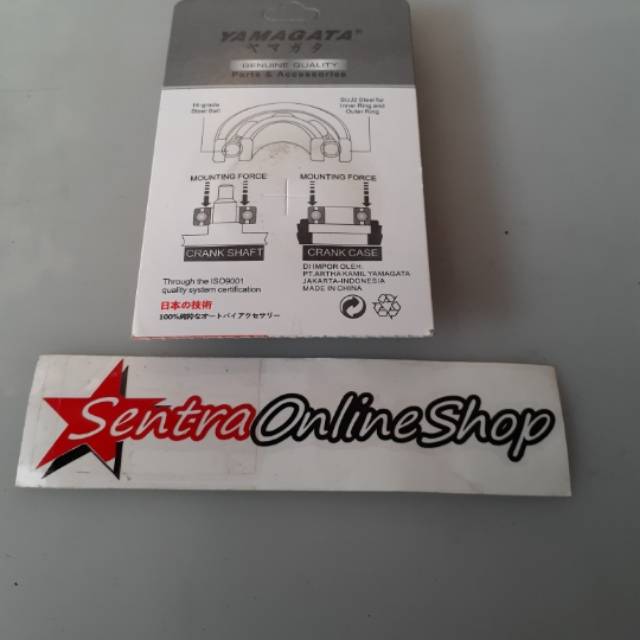 YAMAGATA®
ヤマガタ
GENUINE QUALITY
Parts & Accessories
Hi-grade
Steel Ball
SUJ2 Steel for
Inner Ring and
Outer Ring
MOUNTING FORCE
MOUNTING FORCE
CRANK SHAFT
CRANK CASE
Through the ISO9001
quality system certification
日本の技術
100%純粋なオートバイアクセサリー
DI IMPOR OLEH:
PT.ARTHA KAMIL YAMAGATA
JAKARTA-INDONESIA
MADE IN CHINA
SentraOnlineShop